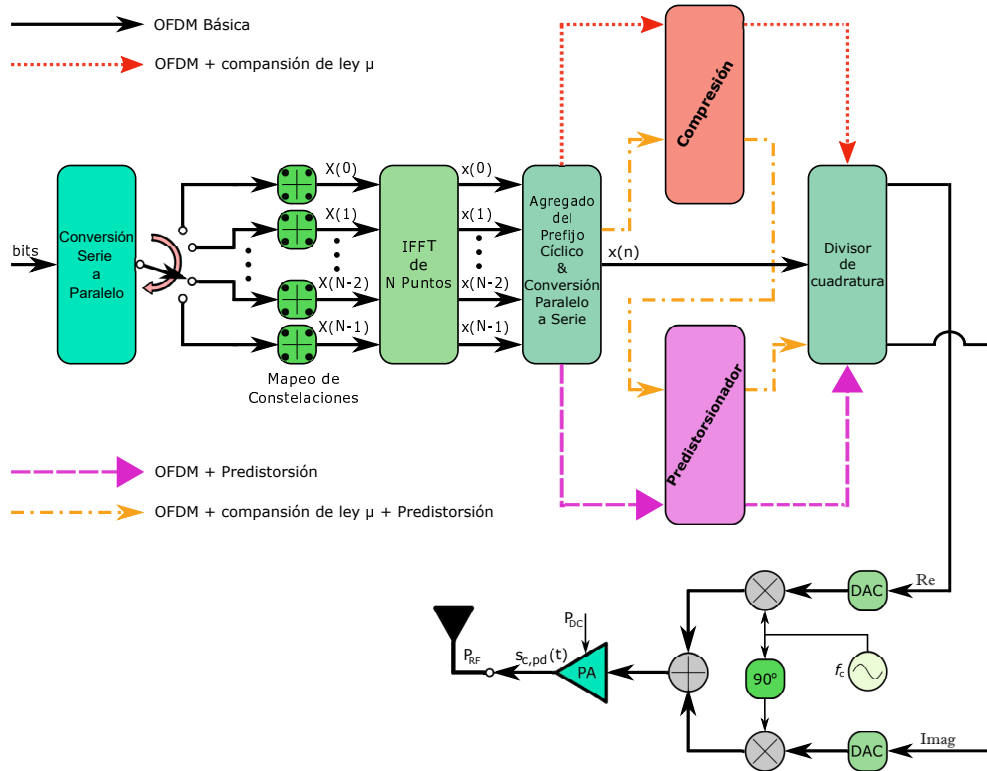 OFDM Básica
OFDM + compansión de ley µ
Compresión
bits
Conversión
Serie
a
Paralelo
X(0)
X(1)
X(N-2)
X(N-1)
Mapeo de
Constelaciones
IFFT
de
N Puntos
x(0)
x(1)
x(N-2)
x(N-1)
Agregado
del
Prefijo
Cíclico
&
Conversión
Paralelo
a Serie
x(n)
Divisor
de
cuadratura
Predistorsionador
OFDM + Predistorsión
OFDM + compansión de ley µ + Predistorsión
Re
DAC
P_DC
P_RF
s_c,pd(t)
PA
90°
f_c
Imag
DAC